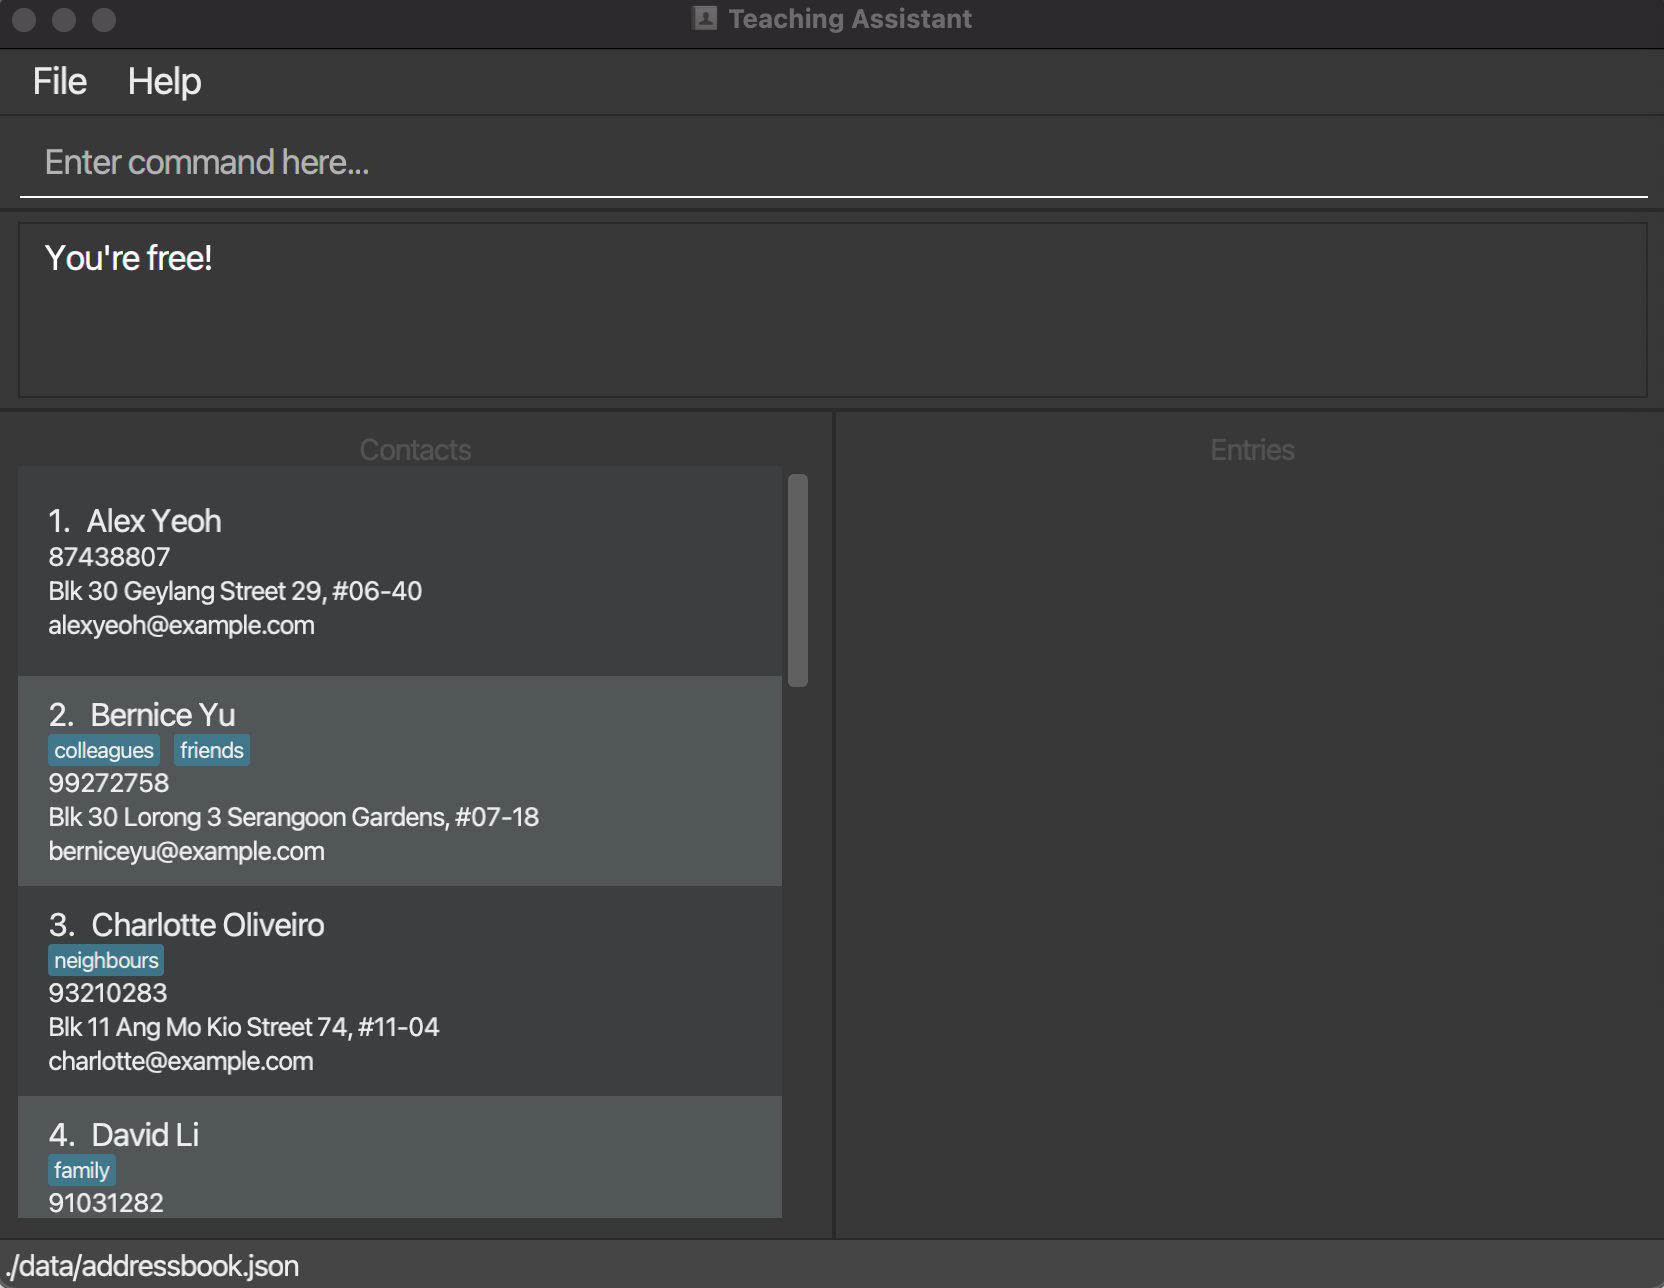 Teaching Assistant
File Help
Enter command here...
You're free!
Contacts
1. Alex Yeoh
87438807
Blk 30 Geylang Street 29, #06-40
alexyeoh@example.com
2. Bernice Yu
colleagues friends
99272758
Blk 30 Lorong 3 Serangoon Gardens, #07-18
berniceyu@example.com
3. Charlotte Oliveiro
neighbours
93210283
Blk 11 Ang Mo Kio Street 74, #11-04
charlotte@example.com
4. David Li
family
91031282
Entries
./data/addressbook.json